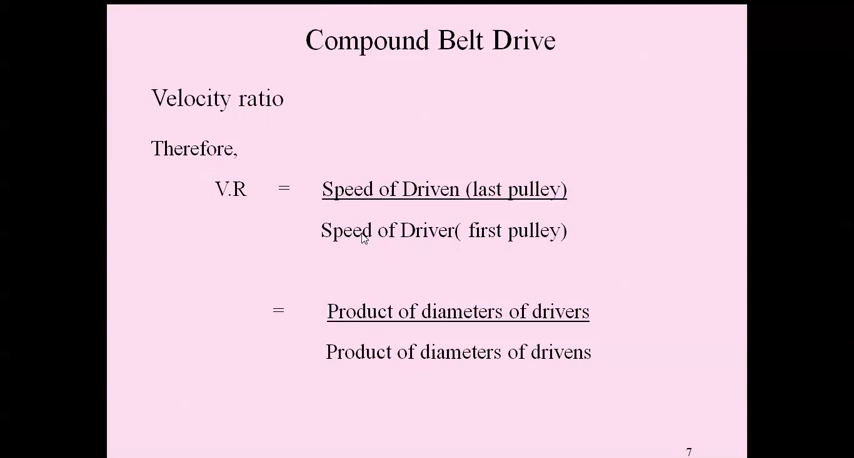 Compound Belt Drive
Velocity ratio
Therefore,
V.R = Speed of Driven (last pulley)
Speed of Driver( first pulley)
= Product of diameters of drivers
Product of diameters of drivens
7